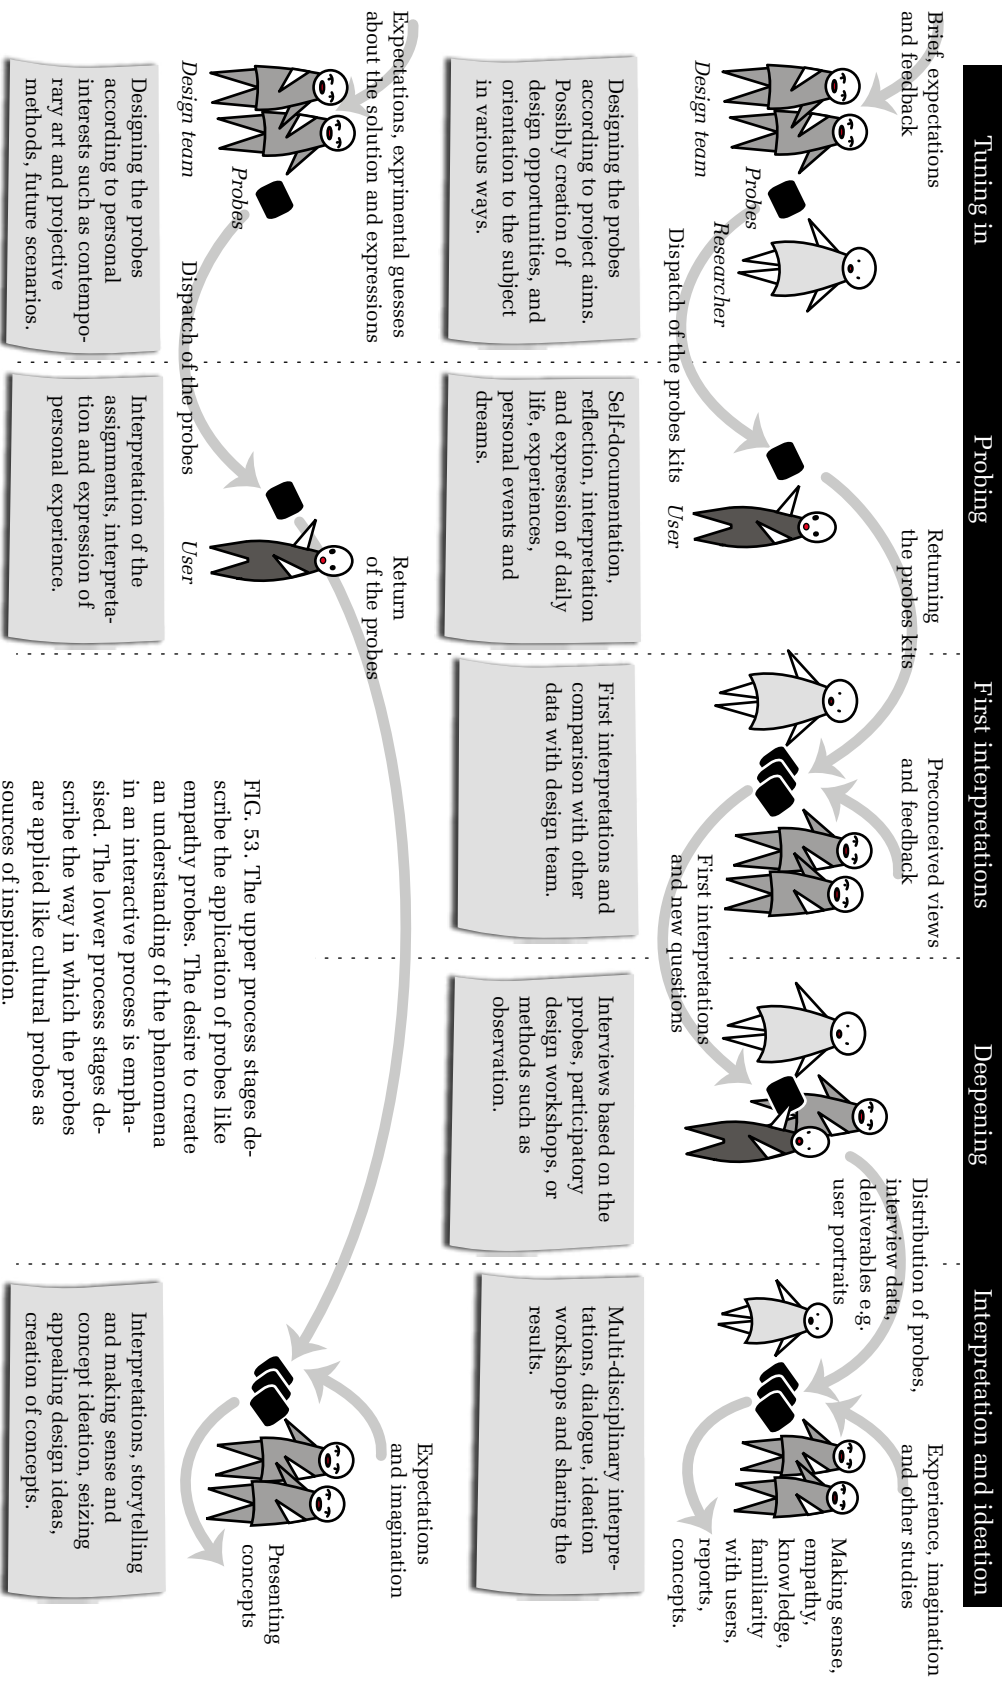 Tuning in
Probing
First interpretations
Deepening
Interpretation and ideation
Brief, expectations
and feedback
Design team
Probes
Researcher
Dispatch of the probes kits
User
Returning
the probes kits
Preconceived views
and feedback
First interpretations
and new questions
Distribution of probes,
interview data,
deliverables e.g.
user portraits
Experience, imagination
and other studies
Making sense,
empathy,
knowledge,
familiarity
with users,
reports,
concepts.
Designing the probes
according to project aims.
Possibly creation of
design opportunities, and
orientation to the subject
in various ways.
Self-documentation,
reflection, interpretation
and expression of daily
life, experiences,
personal events and
dreams.
First interpretations and
comparison with other
data with design team.
Interviews based on the
probes, participatory
design workshops, or
methods such as
observation.
Multi-disciplinary interpre-
tations, dialogue, ideation
workshops and sharing the
results.
Expectations, exprimental guesses
about the solution and expressions
Design team
Probes
Dispatch of the probes
User
Return
of the probes
Expectations
and imagination
Presenting
concepts
Designing the probes
according to personal
interests such as contempo-
rary art and projective
methods, future scenarios.
Interpretation of the
assignments, interpreta-
tion and expression of
personal experience.
FIG. 53. The upper process stages de-
scribe the application of probes like
empathy probes. The desire to create
an understanding of the phenomena
in an interactive process is empha-
sised. The lower process stages de-
scribe the way in which the probes
are applied like cultural probes as
sources of inspiration.
Interpretations, storytelling
and making sense and
concept ideation, seizing
appealing design ideas,
creation of concepts.